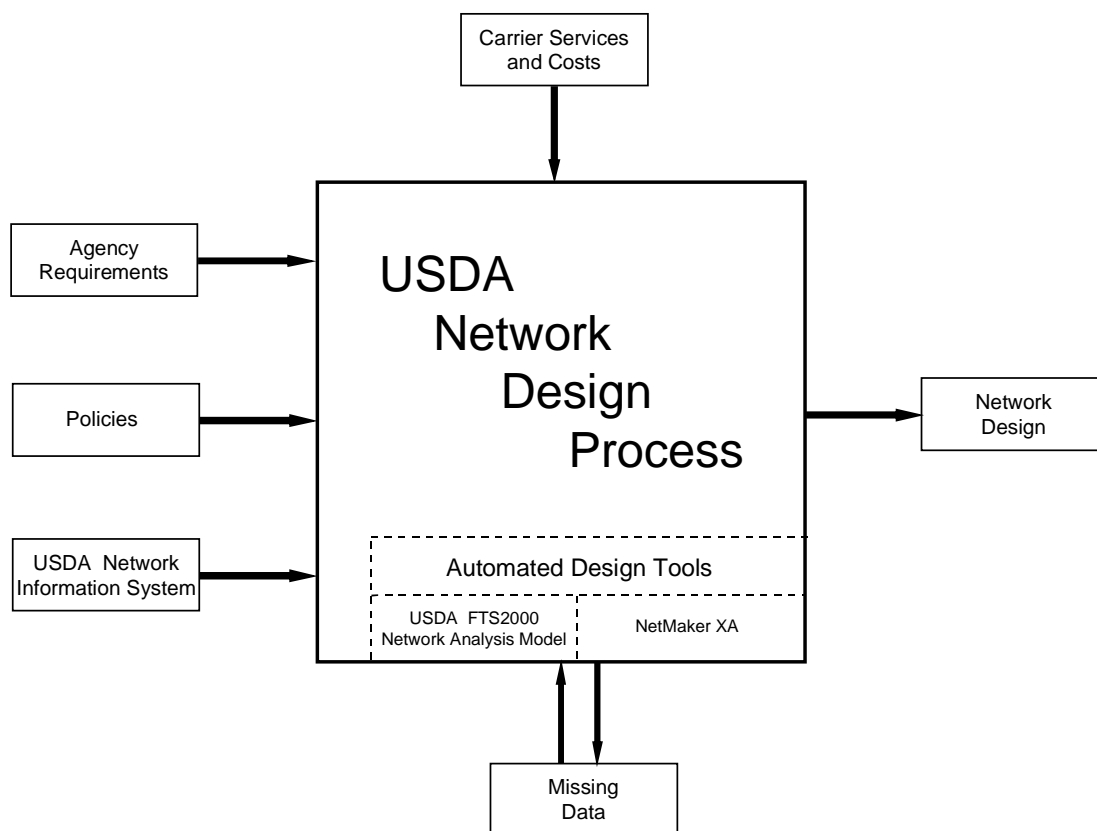 Carrier Services
and Costs
Agency
Requirements
Policies
USDA Network
Information System
USDA
Network
Design
Process
Automated Design Tools
USDA FTS2000
Network Analysis Model
NetMaker XA
Network
Design
Missing
Data